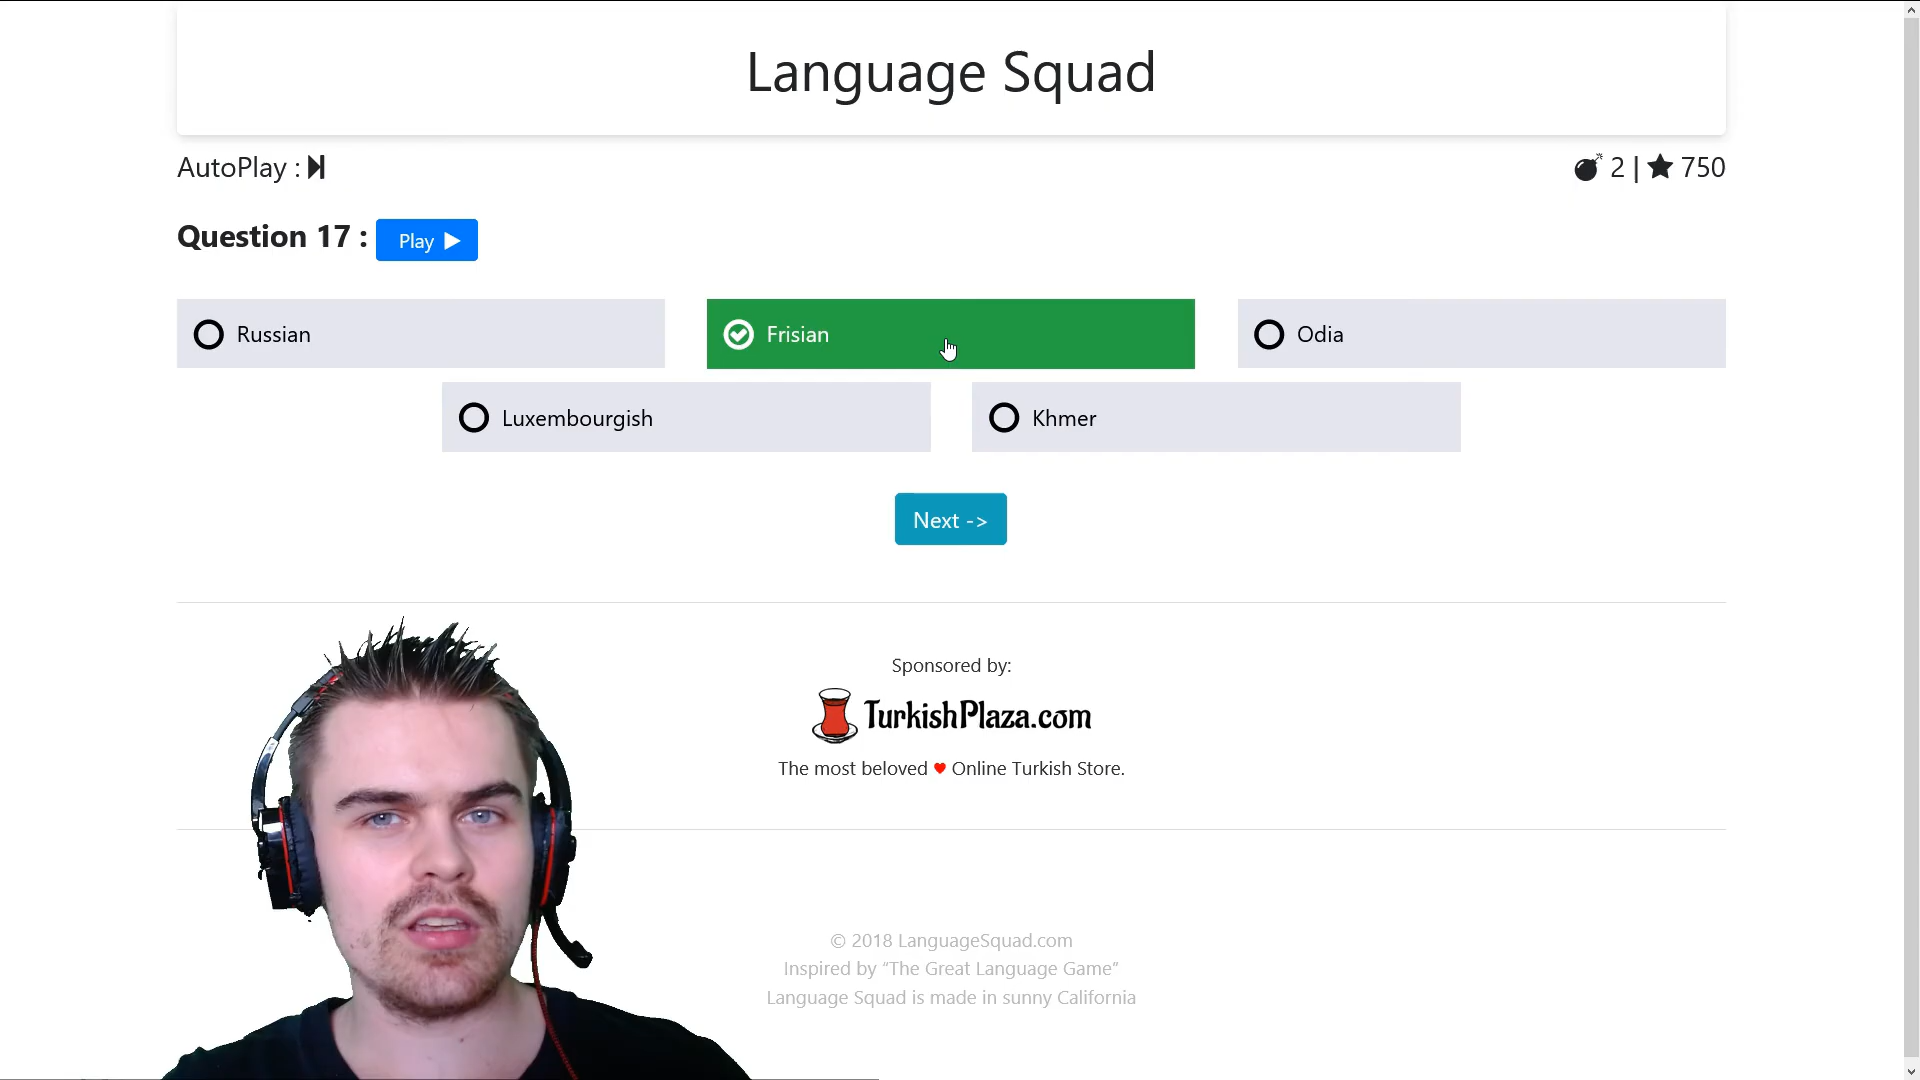 Language Squad
AutoPlay :
2 | 750
Question 17 : Play
Russian
Frisian
Odia
Luxembourgish
Khmer
Next ->
Sponsored by:
TurkishPlaza.com
The most beloved ♥ Online Turkish Store.
© 2018 LanguageSquad.com
Inspired by “The Great Language Game”
Language Squad is made in sunny California